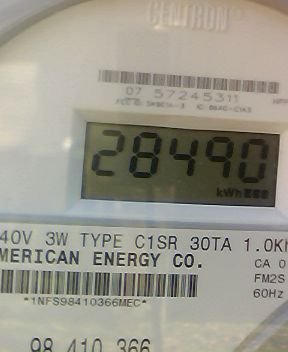 CENTRON
07 57245311
28490
kWh
40V 3W TYPE C1SR 30TA 1.0Kh
MERICAN ENERGY CO.
CA 0
FM2S
60Hz
*1NFS98410366MEC*
98 410 366